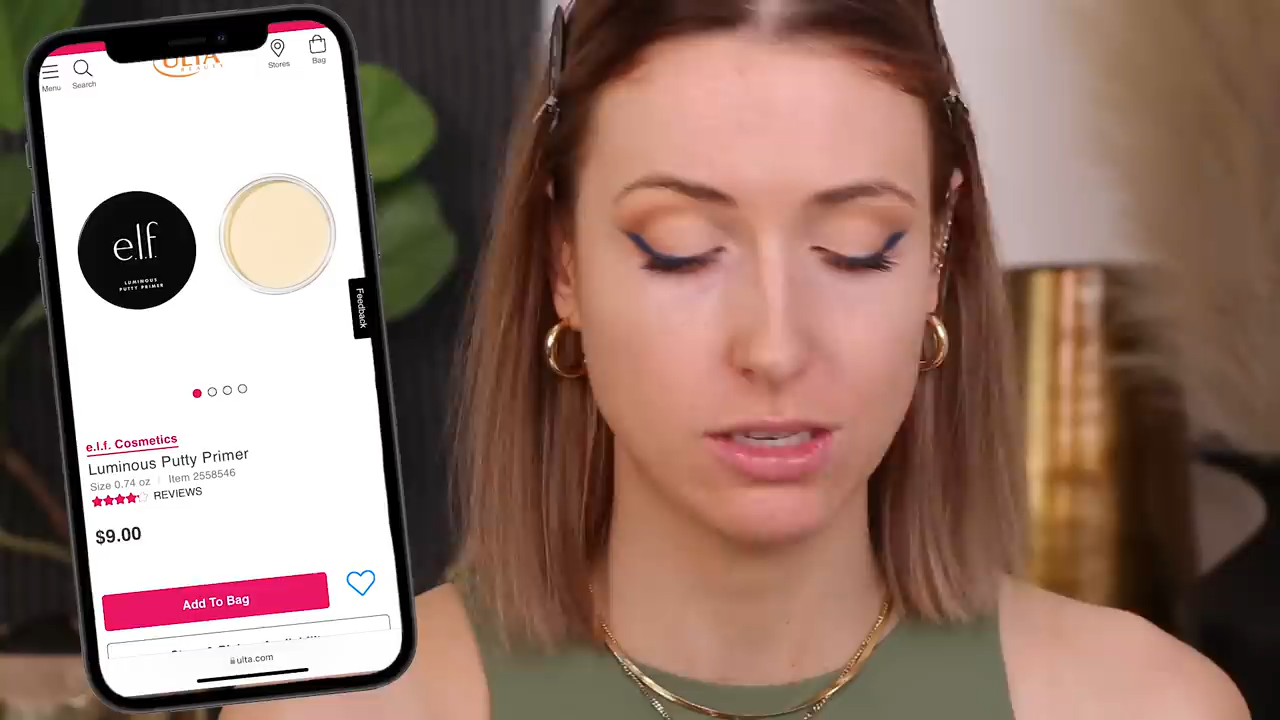 Menu
Search
ULTA
BEAUTY
Stores
Bag
e.l.f.
LUMINOUS
PUTTY PRIMER
Feedback
e.l.f. Cosmetics
Luminous Putty Primer
Size 0.74 oz | Item 2558546
REVIEWS
$9.00
Add To Bag
ulta.com